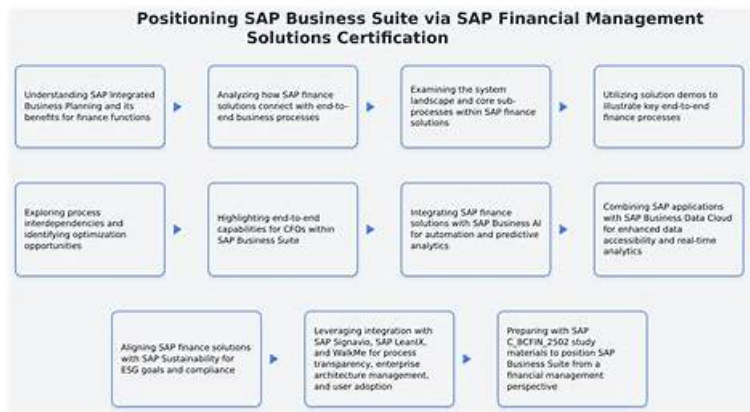 Positioning SAP Business Suite via SAP Financial Management
Solutions Certification
Understanding SAP Integrated
Business Planning and its
benefits for finance functions
Analyzing how SAP finance
solutions connect with end-to-
end business processes
Examining the system
landscape and core sub-
processes within SAP finance
solutions
Utilizing solution demos to
illustrate key end-to-end
finance processes
Exploring process
interdependencies and
identifying optimization
opportunities
Highlighting end-to-end
capabilities for CFOs within
SAP Business Suite
Integrating SAP finance
solutions with SAP Business AI
for automation and predictive
analytics
Combining SAP applications
with SAP Business Data Cloud
for enhanced data
accessibility and real-time
analytics
Aligning SAP finance solutions
with SAP Sustainability for
ESG goals and compliance
Leveraging integration with
SAP Signavio, SAP LeanIX,
and WalkMe for process
transparency, enterprise
architecture management,
and user adoption
Preparing with SAP
C_BCFIN_2502 study
materials to position SAP
Business Suite from a
financial management
perspective